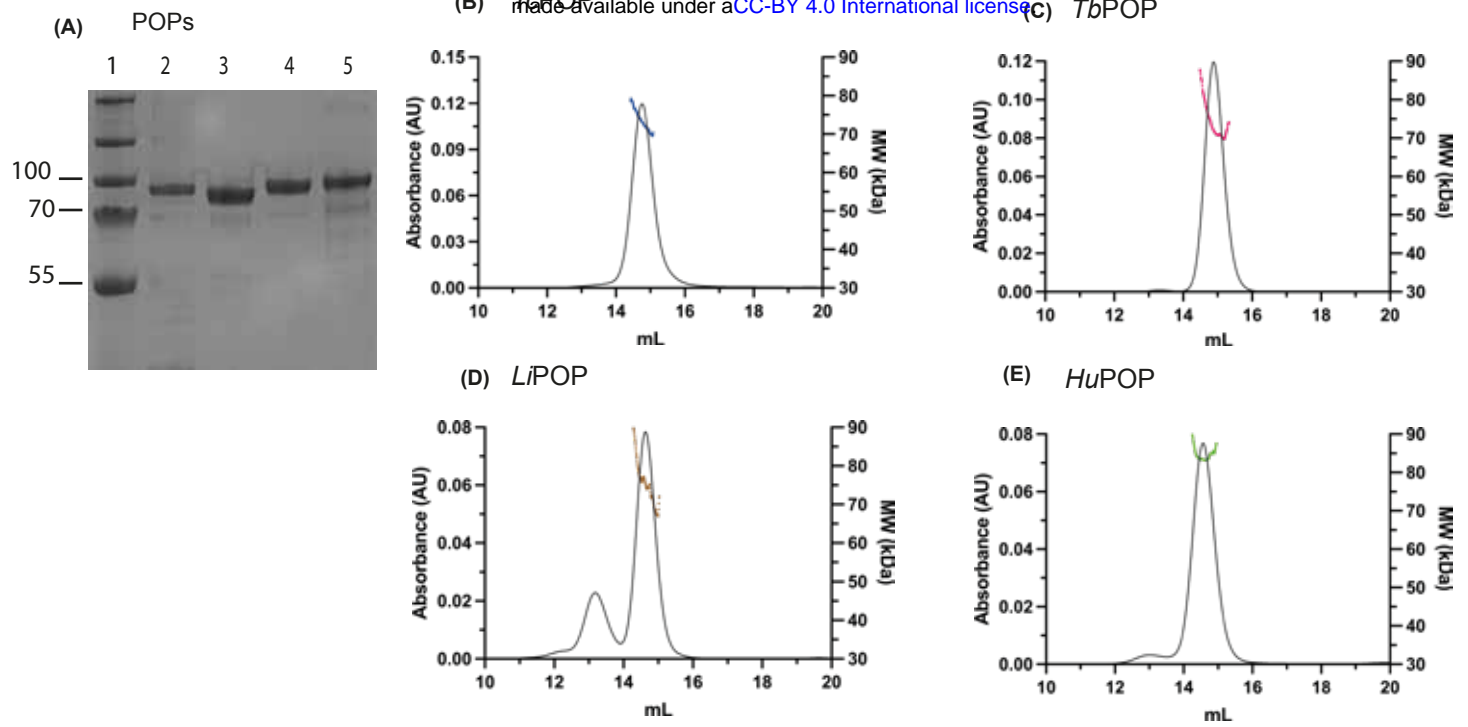 (A) POPs
1 2 3 4 5
100
70
55
(B)
made available under aCC-BY 4.0 International license
0.15 0.12 0.09 0.06 0.03 0.00
Absorbance (AU)
90 80 70 60 50 40 30
MW (kDa)
10 12 14 16 18 20
mL
(C) TbPOP
0.12 0.10 0.08 0.06 0.04 0.02 0.00
Absorbance (AU)
90 80 70 60 50 40 30
MW (kDa)
10 12 14 16 18 20
mL
(D) LiPOP
0.08 0.06 0.04 0.02 0.00
Absorbance (AU)
90 80 70 60 50 40 30
MW (kDa)
10 12 14 16 18 20
mL
(E) HuPOP
0.08 0.06 0.04 0.02 0.00
Absorbance (AU)
90 80 70 60 50 40 30
MW (kDa)
10 12 14 16 18 20
mL